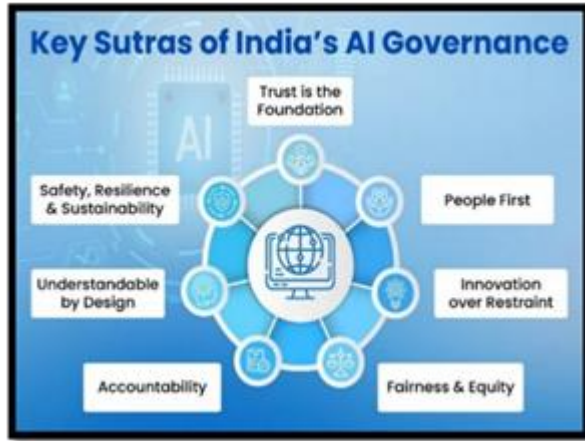 Key Sutras of India's AI Governance
Trust is the
Foundation
AI
Safety, Resilience
& Sustainability
People First
Understandable
by Design
Innovation
over Restraint
Accountability
Fairness & Equity